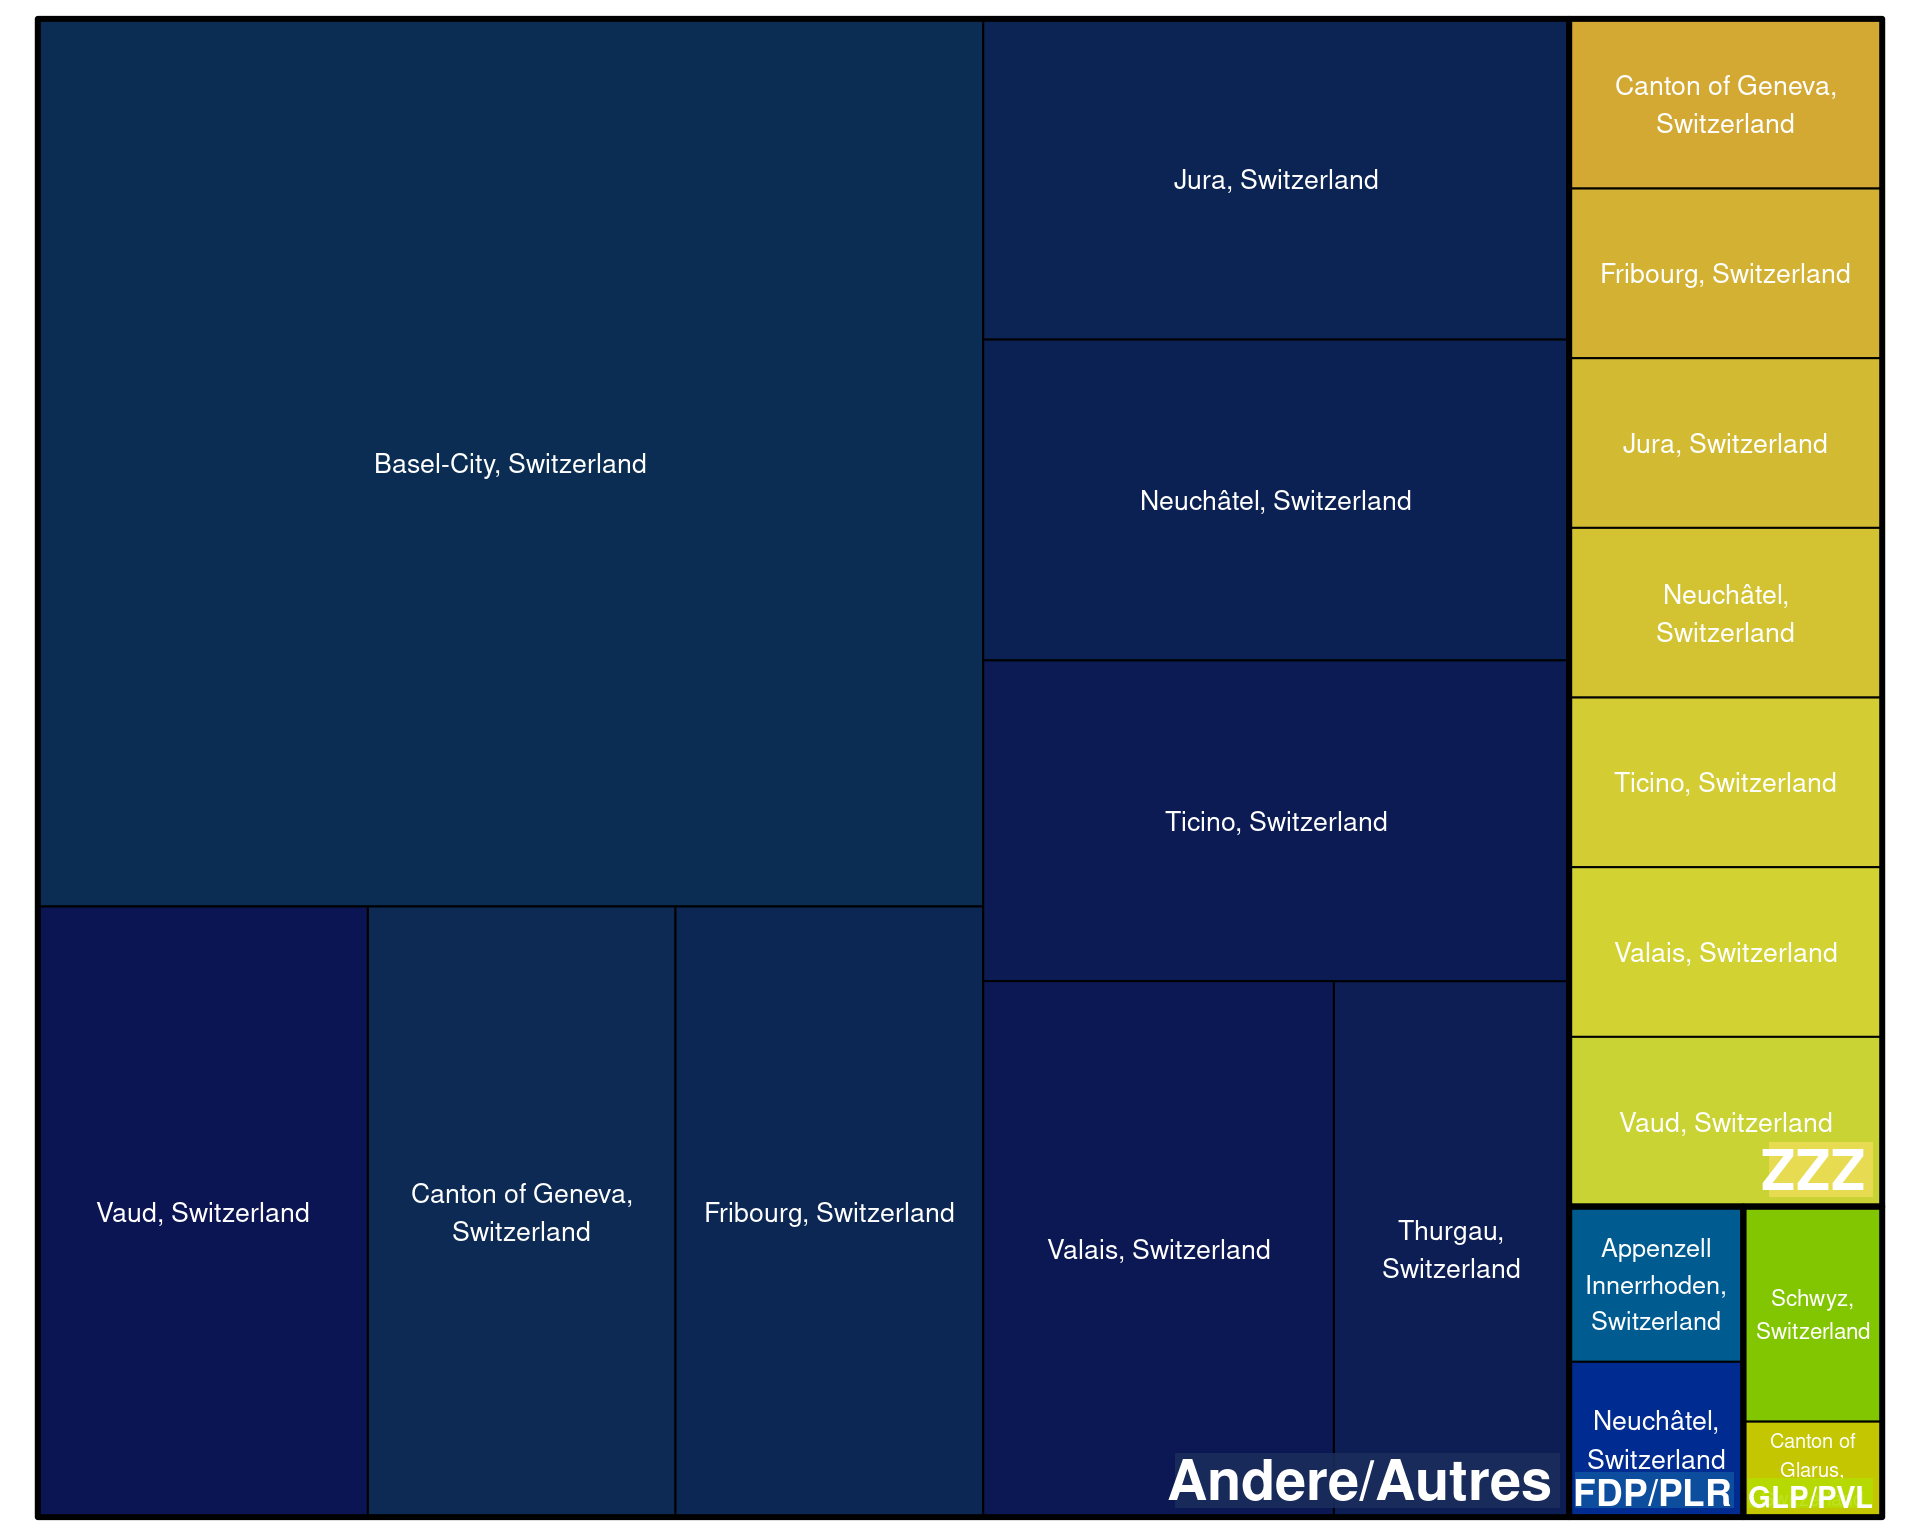 Basel-City, Switzerland
Vaud, Switzerland
Canton of Geneva,
Switzerland
Fribourg, Switzerland
Jura, Switzerland
Neuchâtel, Switzerland
Ticino, Switzerland
Valais, Switzerland
Thurgau,
Switzerland
Andere/Autres
Canton of Geneva,
Switzerland
Fribourg, Switzerland
Jura, Switzerland
Neuchâtel,
Switzerland
Ticino, Switzerland
Valais, Switzerland
Vaud, Switzerland
ZZZ
Appenzell
Innerrhoden,
Switzerland
Neuchâtel,
Switzerland
FDP/PLR
Schwyz,
Switzerland
Canton of
Glarus,
GLP/PVL